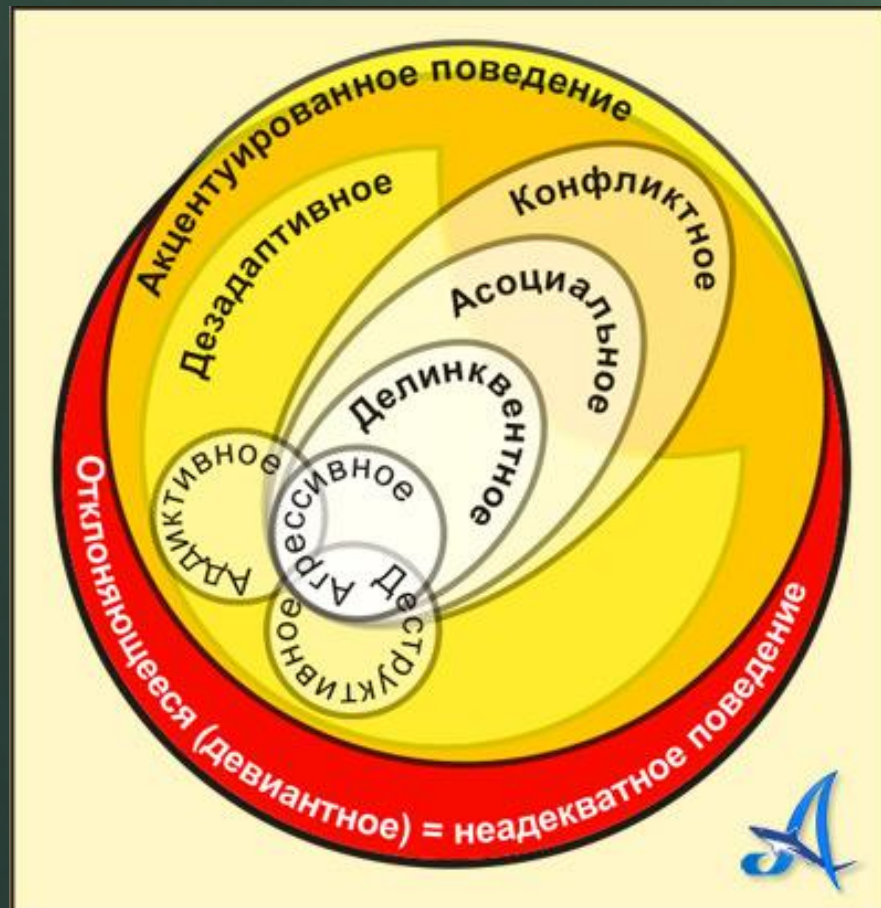 Акцентуированное поведение
Конфликтное
Дезадаптивное
Асоциальное
Делинквентное
Аддиктивное
Агрессивное
Деструктивное
Отклоняющееся (девиантное) = неадекватное поведение
А